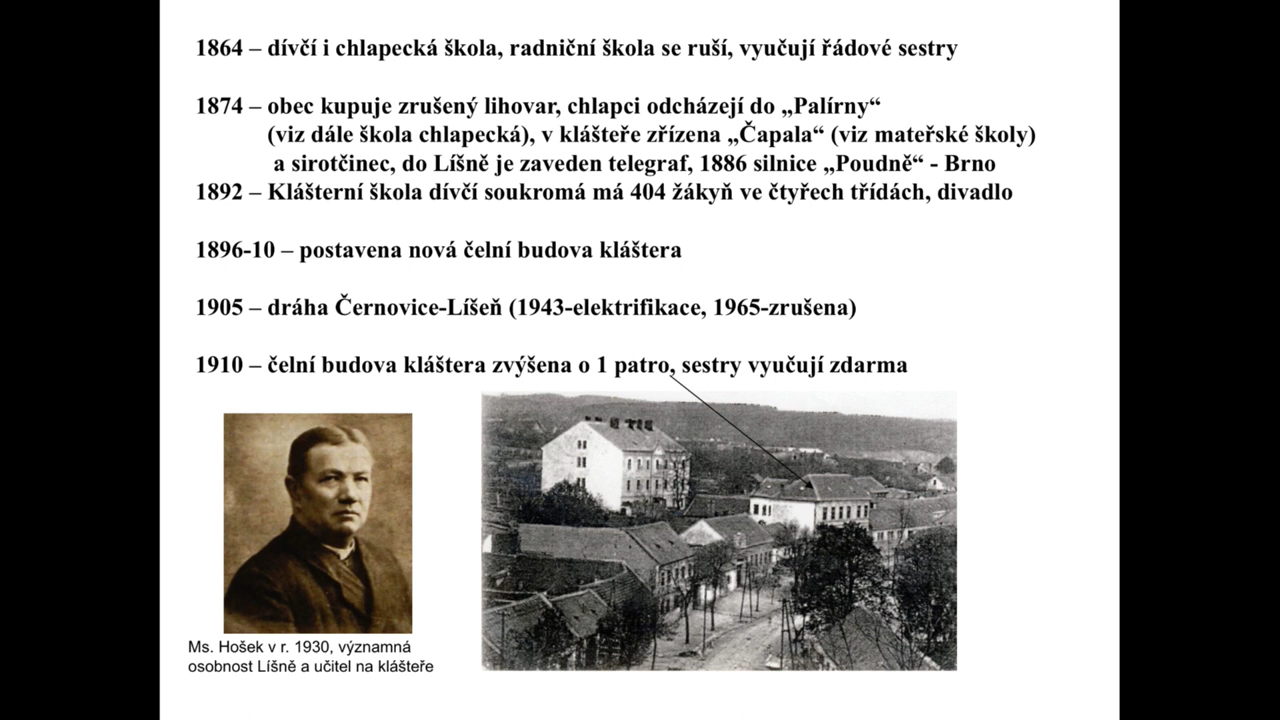 1864 – dívčí i chlapecká škola, radniční škola se ruší, vyučují řádové sestry
1874 – obec kupuje zrušený lihovar, chlapci odcházejí do „Palírny“
(viz dále škola chlapecká), v klášteře zřízena „Čapala“ (viz mateřské školy)
a sirotčinec, do Líšně je zaveden telegraf, 1886 silnice „Poudně“ - Brno
1892 – Klášterní škola dívčí soukromá má 404 žákyň ve čtyřech třídách, divadlo
1896-10 – postavena nová čelní budova kláštera
1905 – dráha Černovice-Líšeň (1943-elektrifikace, 1965-zrušena)
1910 – čelní budova kláštera zvýšena o 1 patro, sestry vyučují zdarma
Ms. Hošek v r. 1930, významná
osobnost Líšně a učitel na klášteře